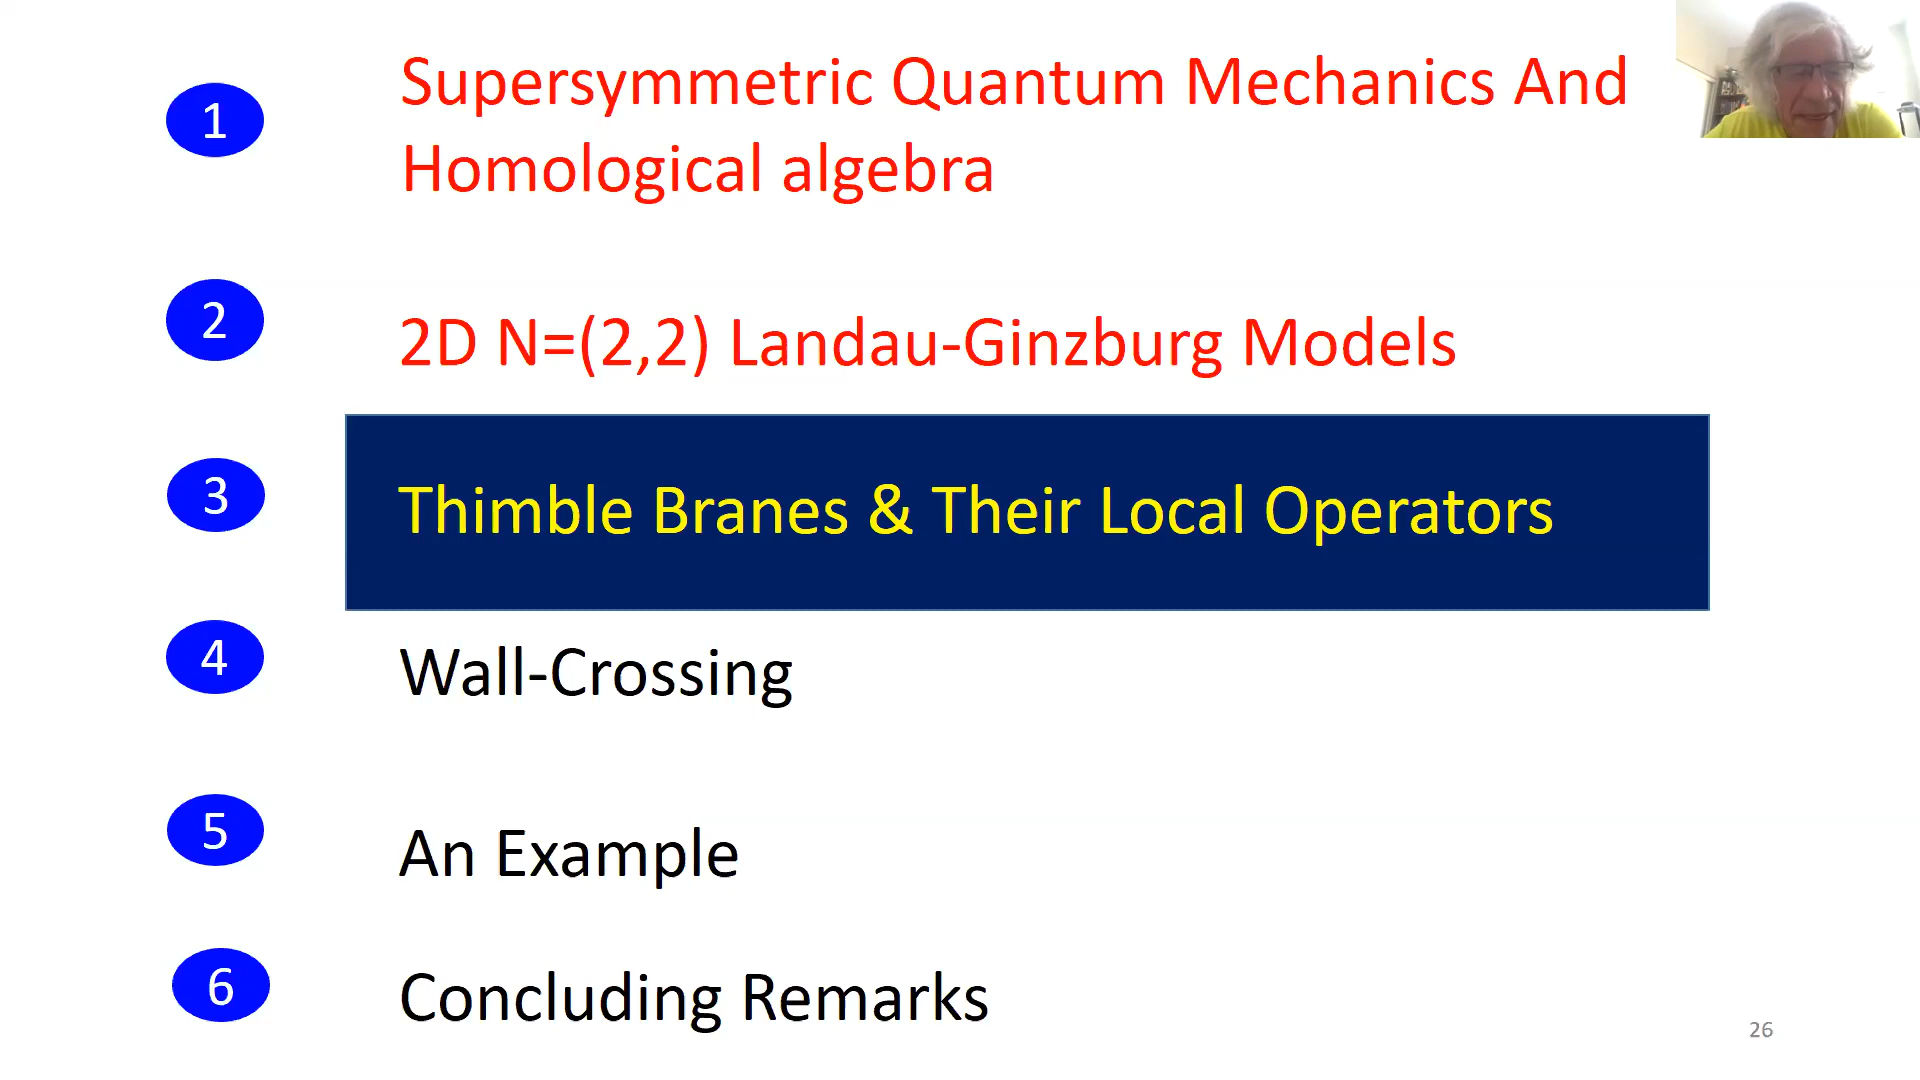 1
Supersymmetric Quantum Mechanics And
Homological algebra
2
2D N=(2,2) Landau-Ginzburg Models
3
Thimble Branes & Their Local Operators
4
Wall-Crossing
5
An Example
6
Concluding Remarks
26